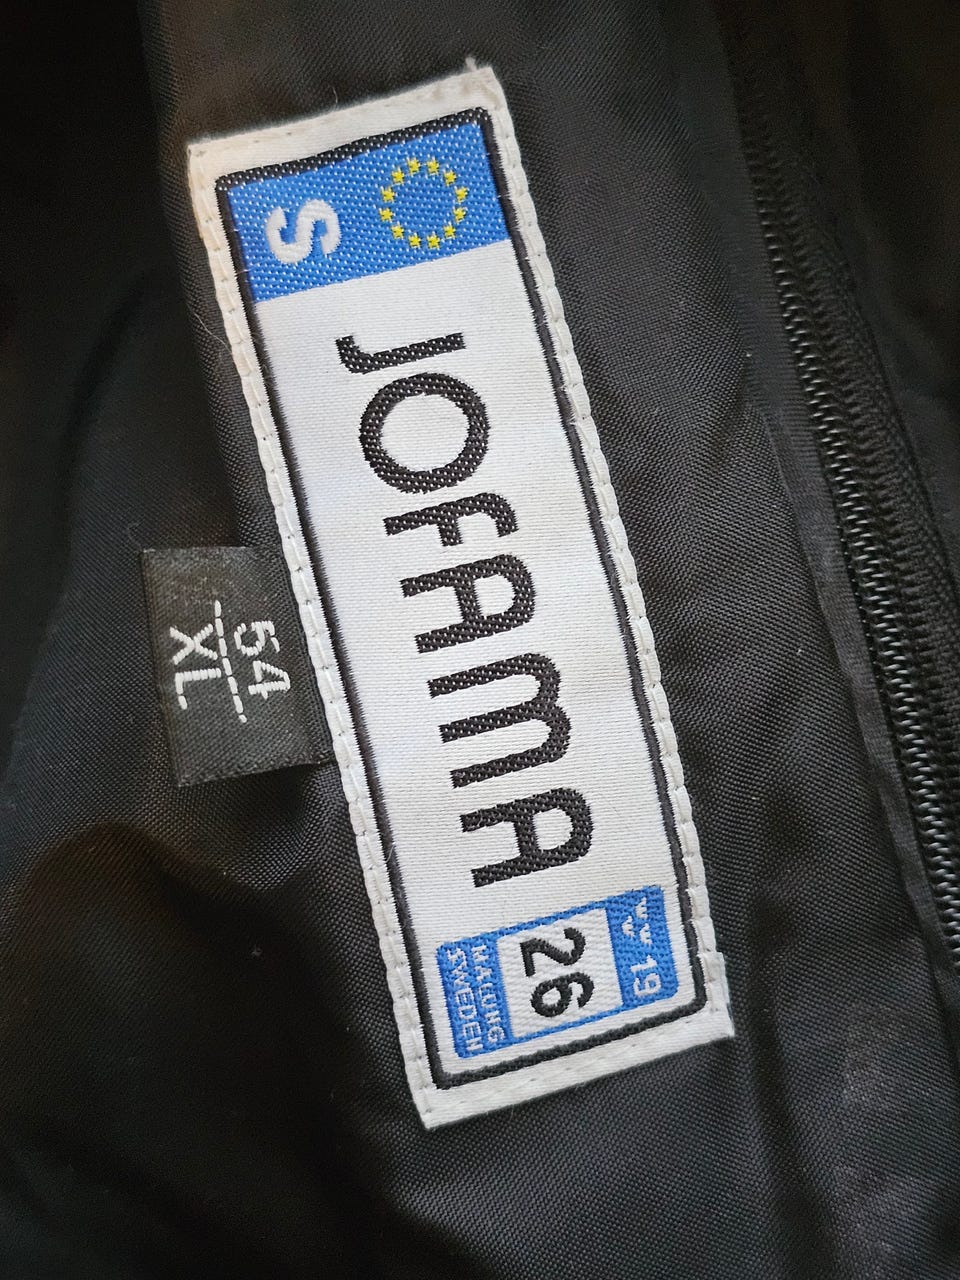 S
JOFAMA
19
26
MALUNG
SWEDEN
54
XL